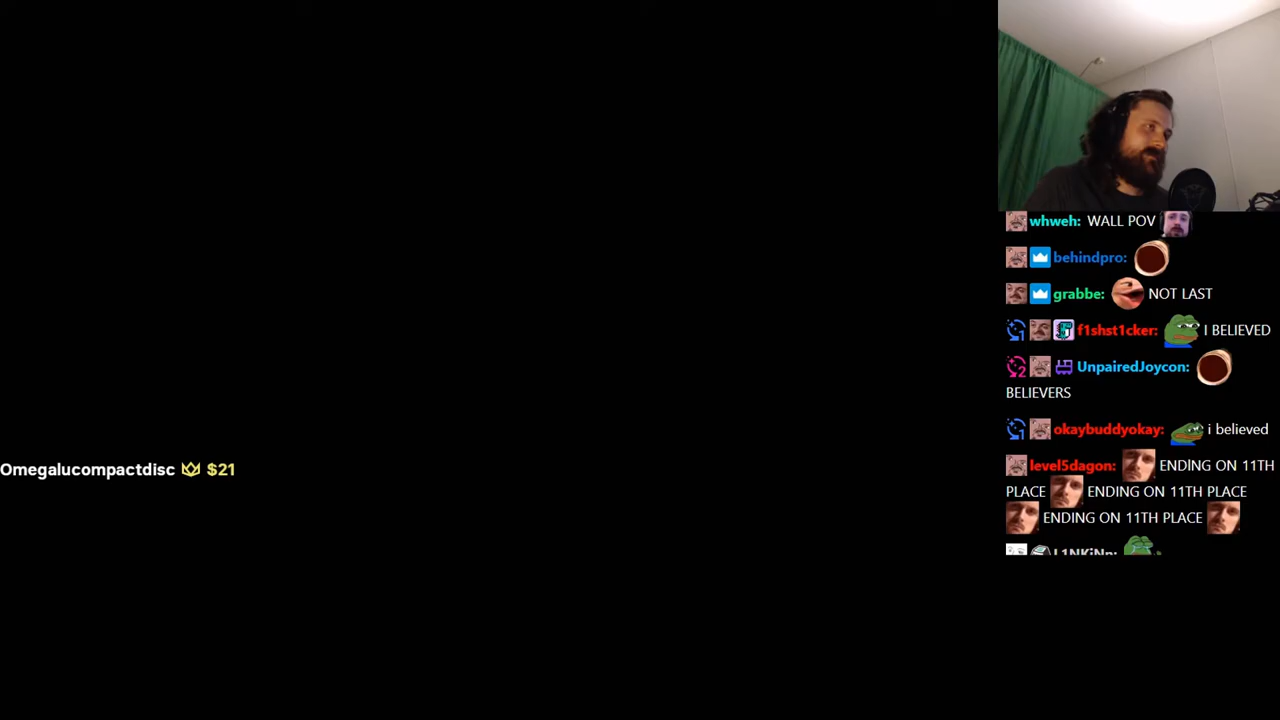 whweh: WALL POV
behindpro:
grabbe: NOT LAST
f1shst1cker: I BELIEVED
UnpairedJoycon:
BELIEVERS
okaybuddyokay: i believed
level5dagon: ENDING ON 11TH
PLACE ENDING ON 11TH PLACE
ENDING ON 11TH PLACE
L1NKiNp:
Omegalucompactdisc $21